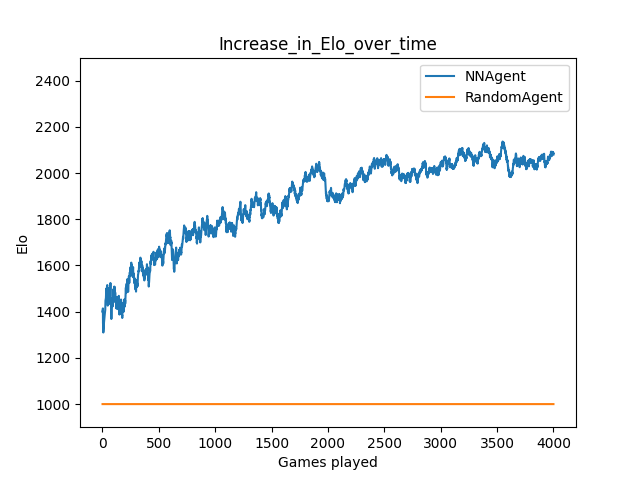 Increase_in_Elo_over_time
NNAgent
RandomAgent
2400
2200
2000
1800
1600
1400
1200
1000
Elo
0 500 1000 1500 2000 2500 3000 3500 4000
Games played